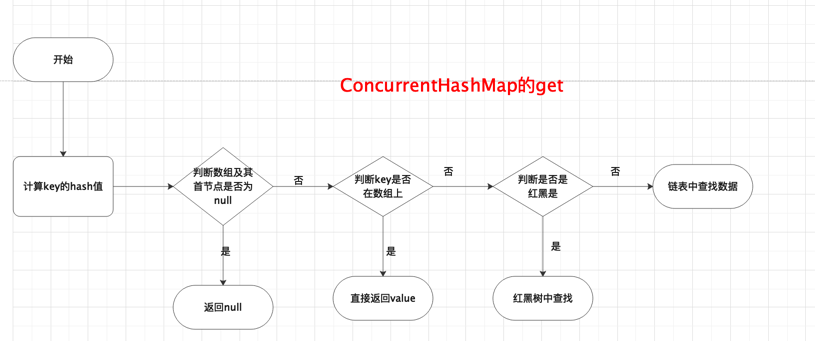 开始
ConcurrentHashMap的get
计算key的hash值
判断数组及其
首节点是否为
null
否
判断key是否
在数组上
否
判断是否是
红黑是
否
链表中查找数据
是
是
是
返回null
直接返回value
红黑树中查找